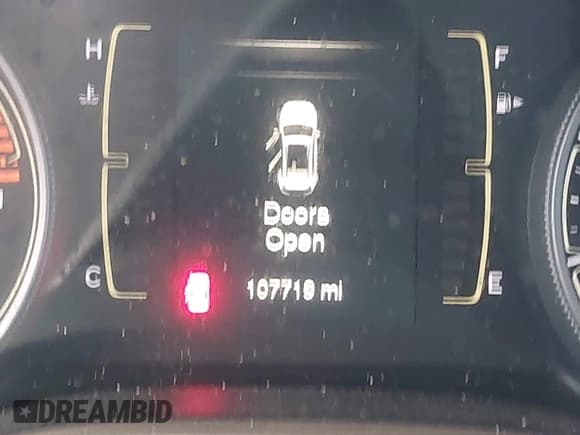 H F
Doors
Open
C 107719 mi E
DREAMBID